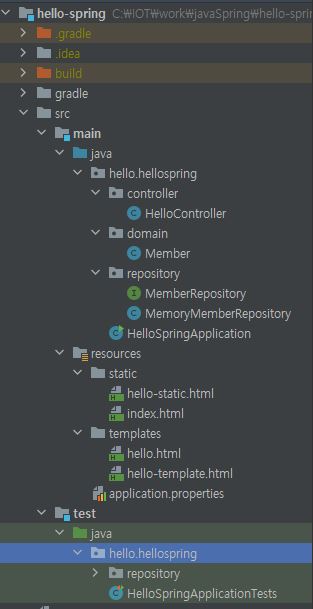 hello-spring C:₩IOT₩work₩javaSpring₩hello-sprin
.gradle
.idea
build
gradle
src
main
java
hello.hellospring
controller
C HelloController
domain
C Member
repository
I MemberRepository
C MemoryMemberRepository
C HelloSpringApplication
resources
static
H hello-static.html
H index.html
templates
H hello.html
H hello-template.html
application.properties
test
java
hello.hellospring
repository
C HelloSpringApplicationTests